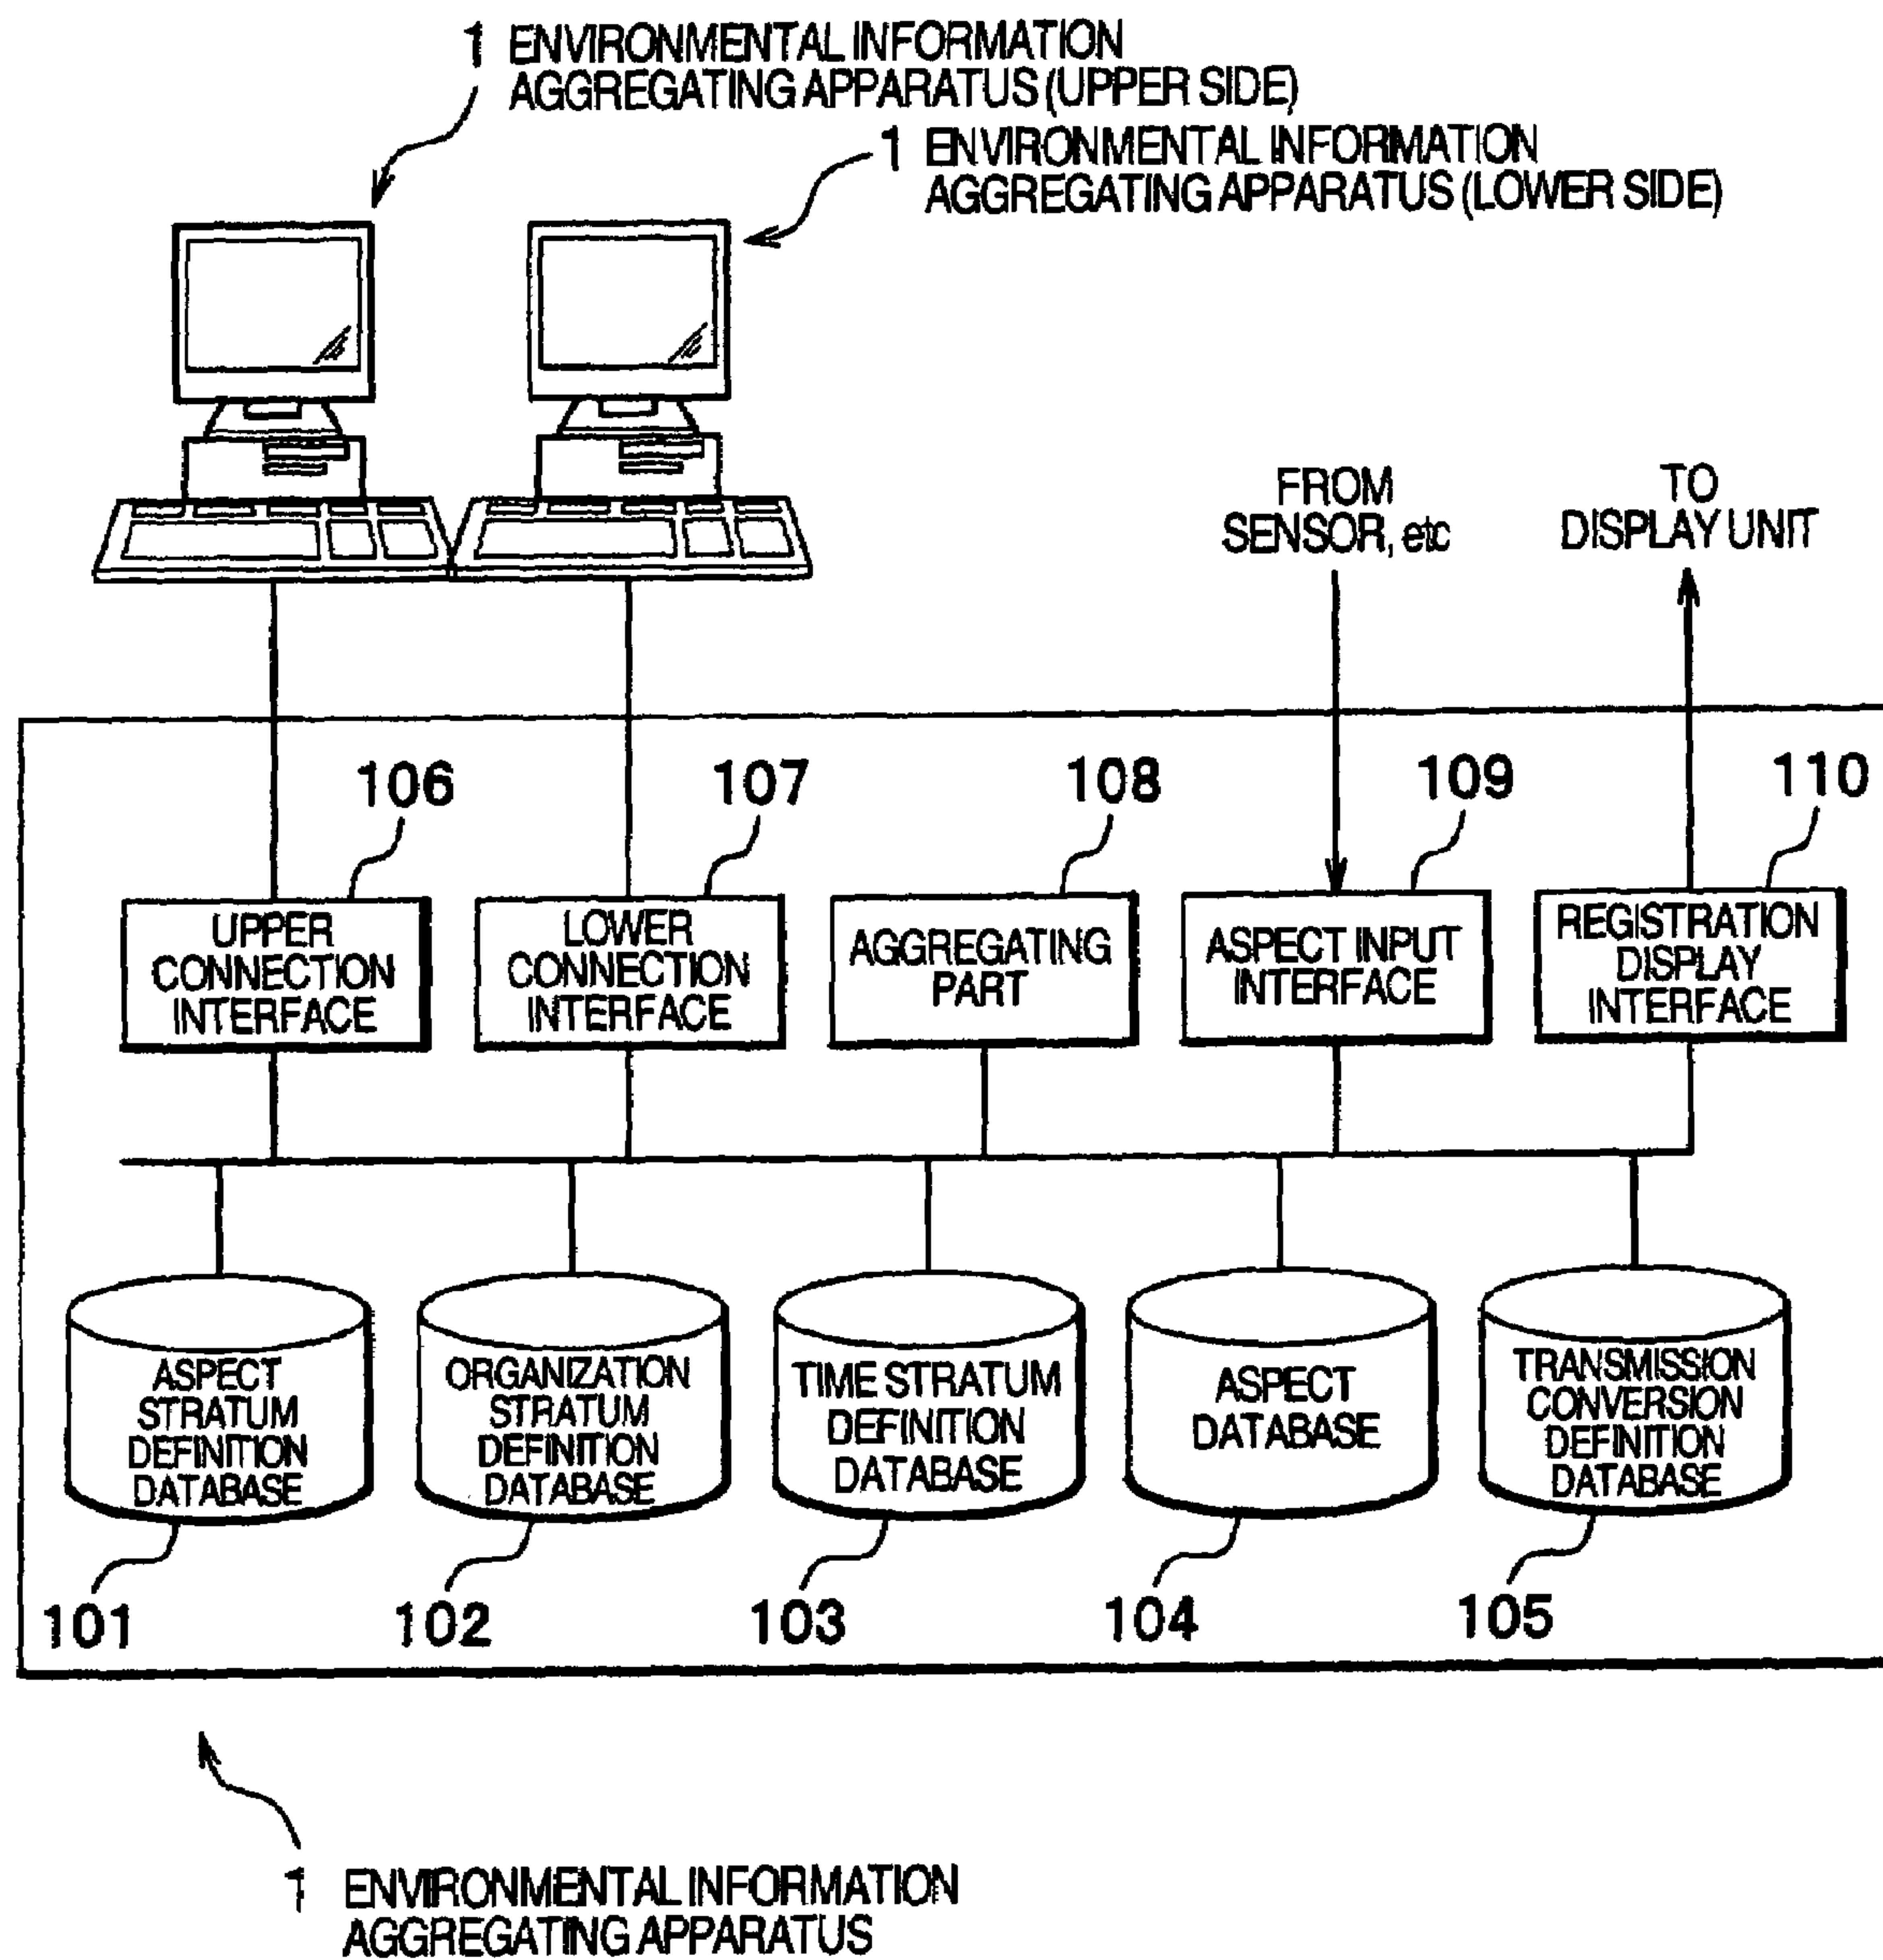 1 ENVIRONMENTAL INFORMATION
AGGREGATING APPARATUS (UPPER SIDE)
1 ENVIRONMENTAL INFORMATION
AGGREGATING APPARATUS (LOWER SIDE)
FROM
SENSOR, etc
TO
DISPLAY UNIT
106
107
108
109
110
UPPER
CONNECTION
INTERFACE
LOWER
CONNECTION
INTERFACE
AGGREGATING
PART
ASPECT INPUT
INTERFACE
REGISTRATION
DISPLAY
INTERFACE
ASPECT
STRATUM
DEFINITION
DATABASE
ORGANIZATION
STRATUM
DEFINITION
DATABASE
TIME STRATUM
DEFINITION
DATABASE
ASPECT
DATABASE
TRANSMISSION
CONVERSION
DEFINITION
DATABASE
101
102
103
104
105
1 ENVIRONMENTAL INFORMATION
AGGREGATING APPARATUS